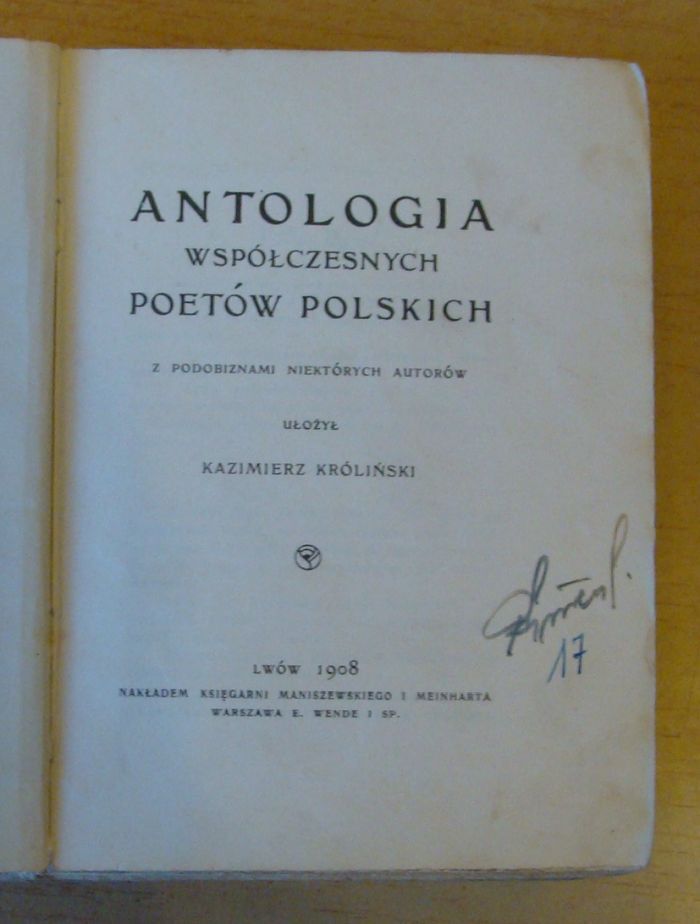 ANTOLOGIA
WSPÓŁCZESNYCH
POETÓW POLSKICH
Z PODOBIZNAMI NIEKTÓRYCH AUTORÓW
UŁOŻYŁ
KAZIMIERZ KRÓLIŃSKI
17
LWÓW 1908
NAKŁADEM KSIĘGARNI MANISZEWSKIEGO I MEINHARTA
WARSZAWA E. WENDE I SP.